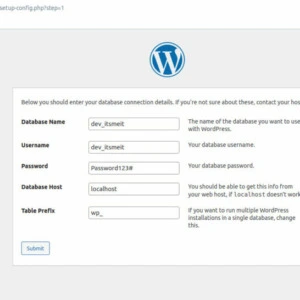 setup-config.php?step=1
Below you should enter your database connection details. If you're not sure about these, contact your hos
Database Name
dev_itsmeit
The name of the database you want to use
with WordPress.
Username
dev_itsmeit
Your database username.
Password
Password123#
Your database password.
Database Host
localhost
You should be able to get this info from
your web host, if localhost doesn't work
Table Prefix
wp_
If you want to run multiple WordPress
installations in a single database, change
this.
Submit